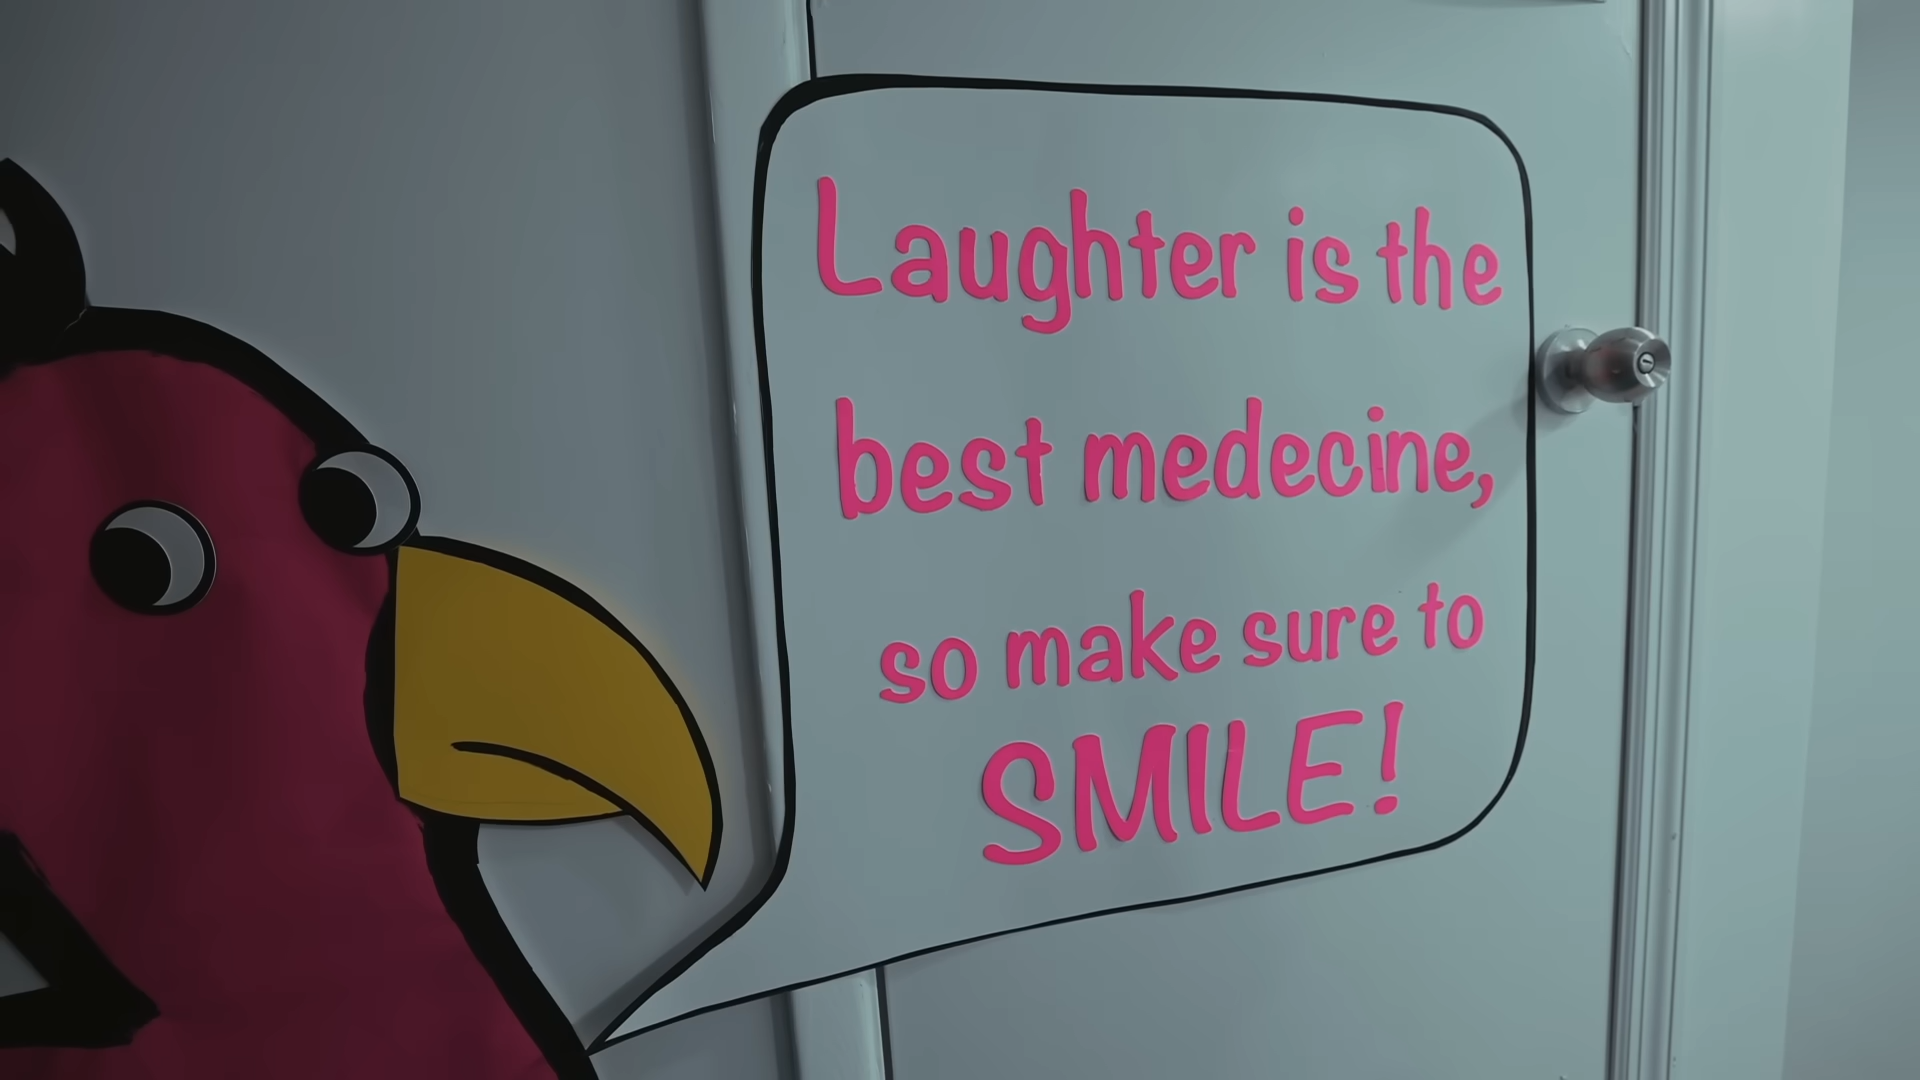 Laughter is the
best medecine,
so make sure to
SMILE!